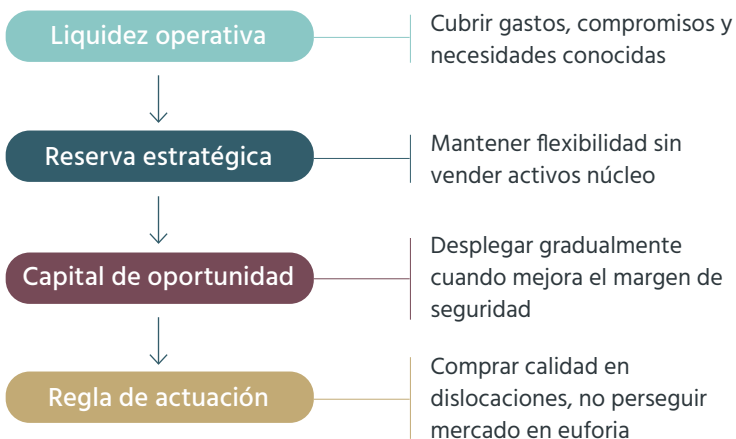 Liquidez operativa
Cubrir gastos, compromisos y
necesidades conocidas
Reserva estratégica
Mantener flexibilidad sin
vender activos núcleo
Capital de oportunidad
Desplegar gradualmente
cuando mejora el margen de
seguridad
Regla de actuación
Comprar calidad en
dislocaciones, no perseguir
mercado en euforia